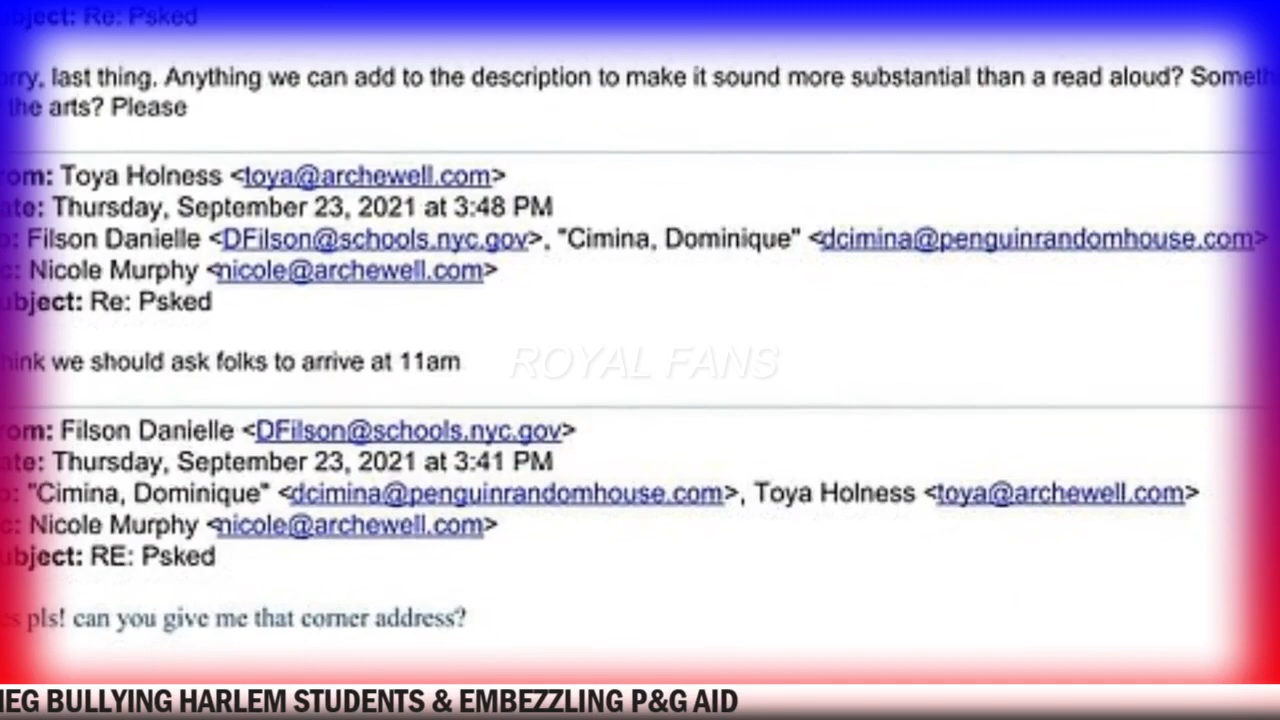 bject: Re: Psked
rry, last thing. Anything we can add to the description to make it sound more substantial than a read aloud? Someth
the arts? Please
om: Toya Holness <toya@archewell.com>
ate: Thursday, September 23, 2021 at 3:48 PM
o: Filson Danielle <DFilson@schools.nyc.gov>, "Cimina, Dominique" <dcimina@penguinrandomhouse.com>
c: Nicole Murphy <nicole@archewell.com>
ubject: Re: Psked
hink we should ask folks to arrive at 11am
ROYAL FANS
om: Filson Danielle <DFilson@schools.nyc.gov>
ate: Thursday, September 23, 2021 at 3:41 PM
o: "Cimina, Dominique" <dcimina@penguinrandomhouse.com>, Toya Holness <toya@archewell.com>
c: Nicole Murphy <nicole@archewell.com>
ubject: RE: Psked
es pls! can you give me that corner address?
MEG BULLYING HARLEM STUDENTS & EMBEZZLING P&G AID